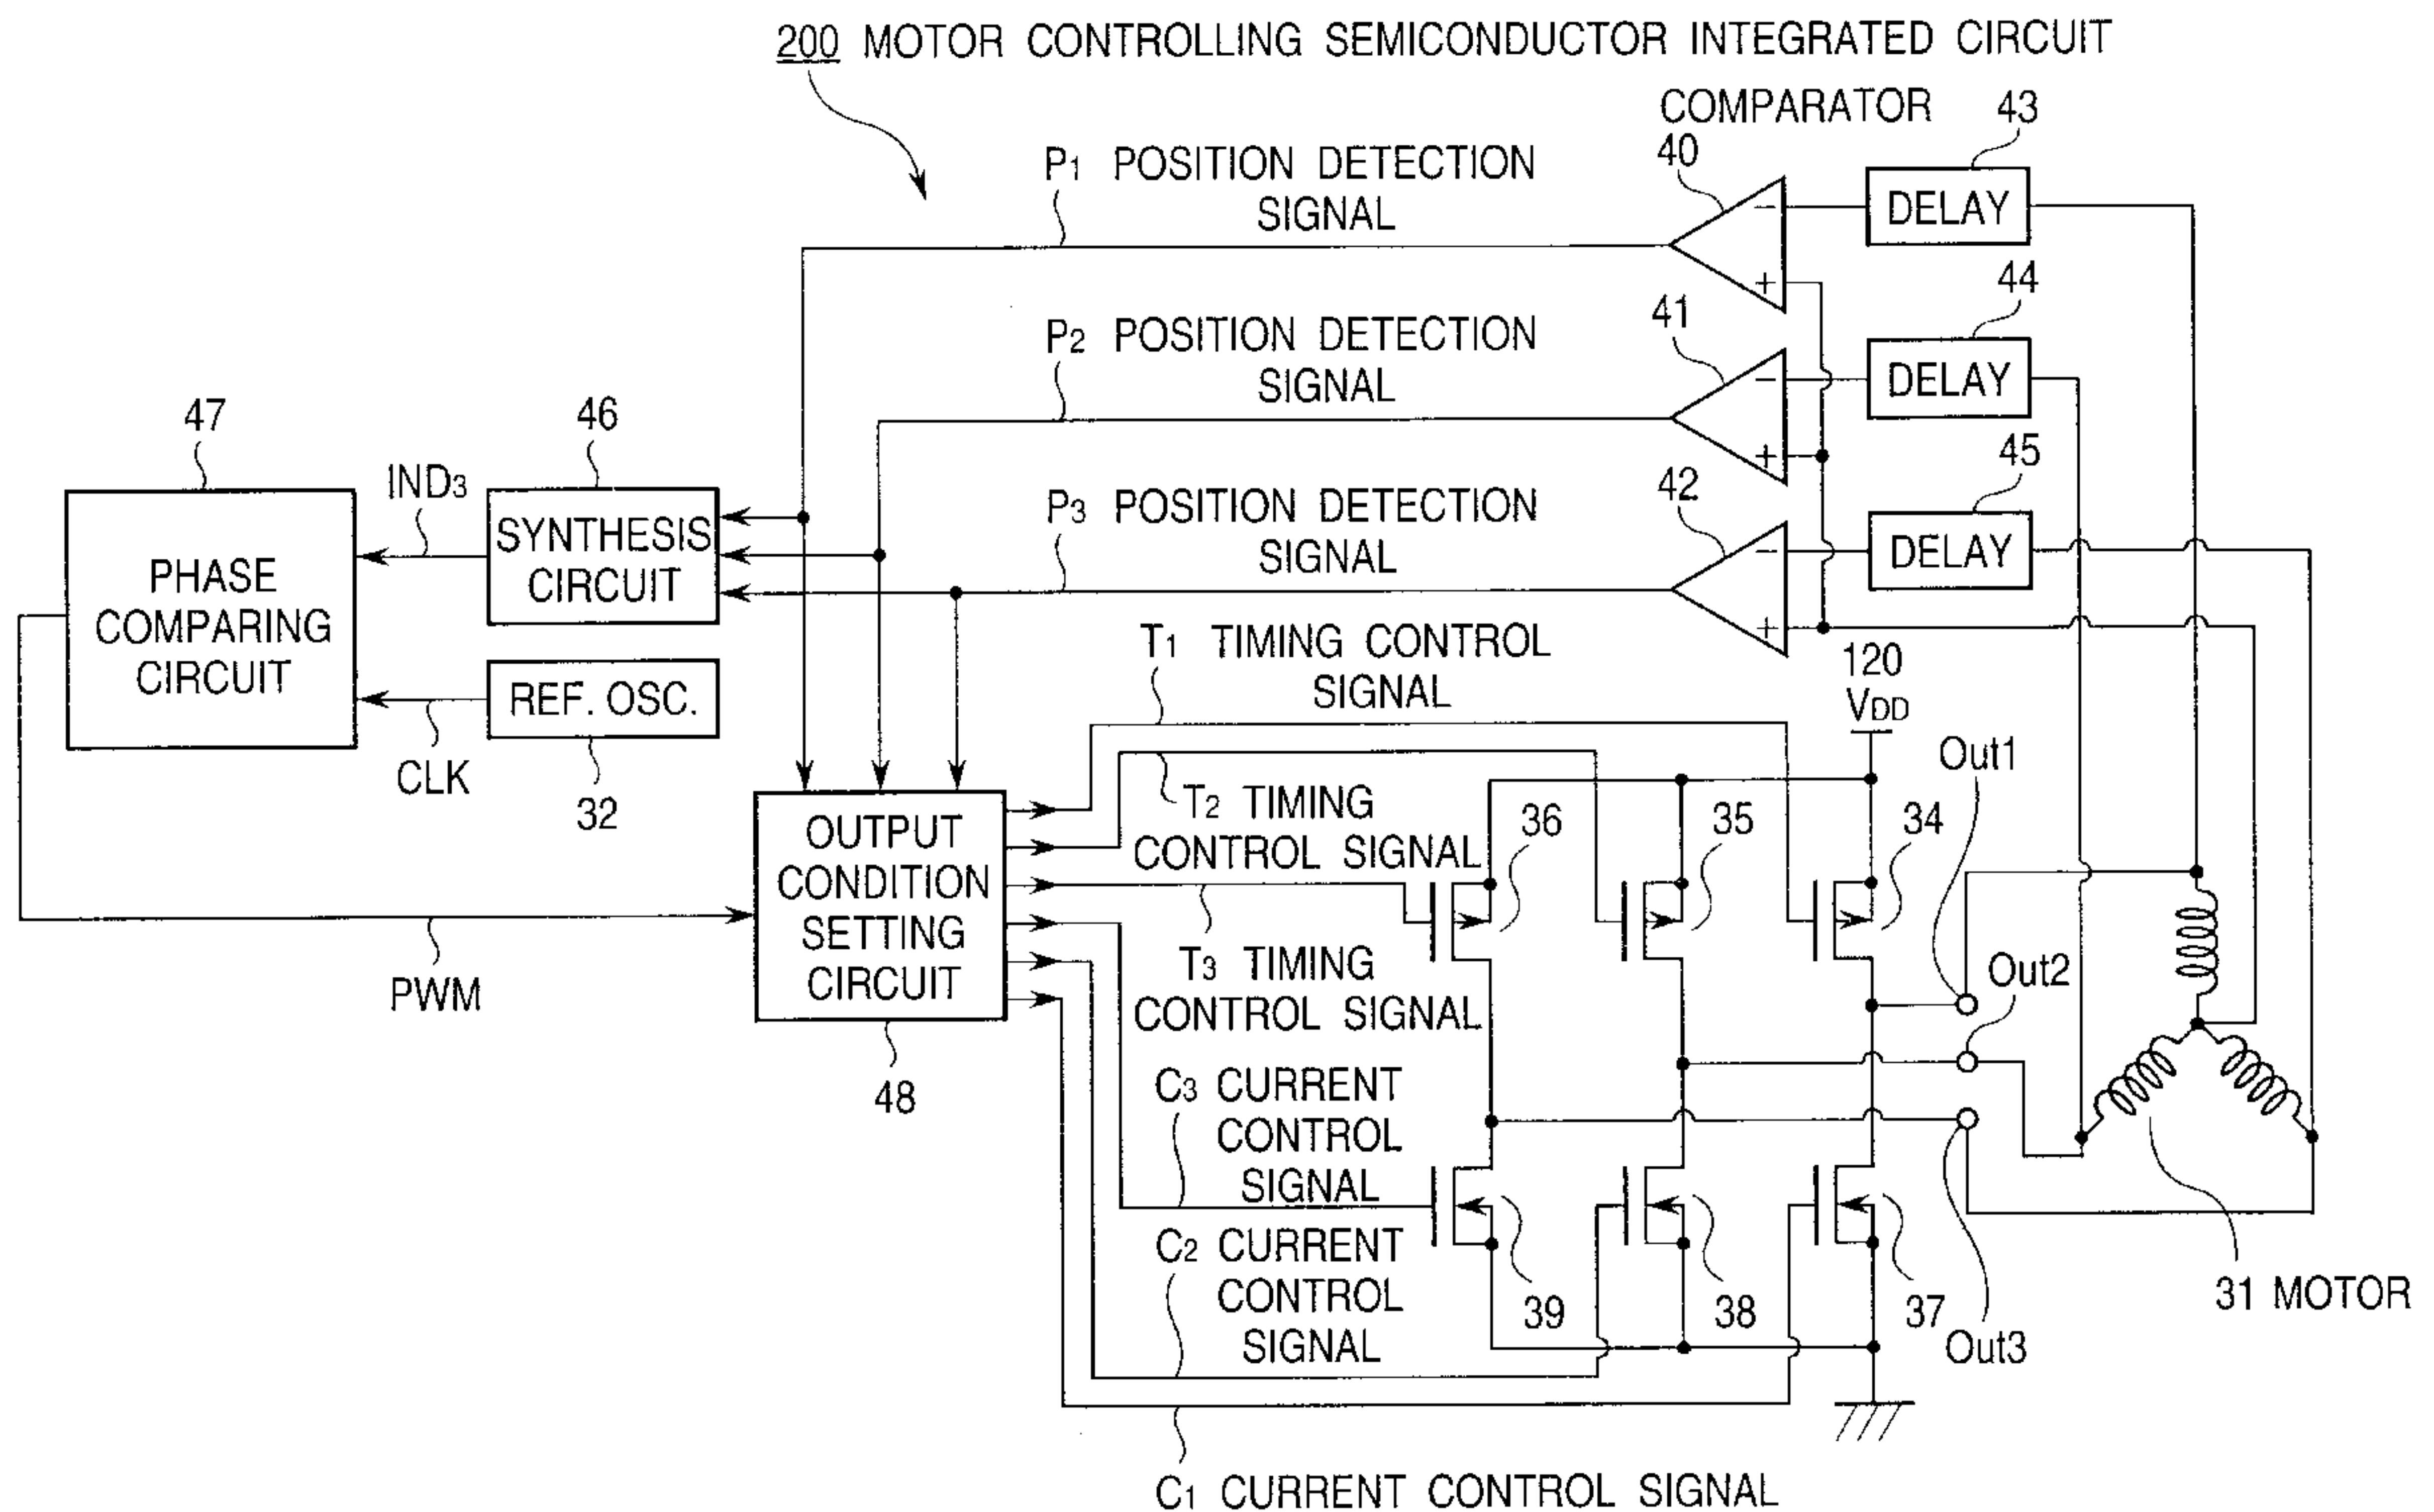 200 MOTOR CONTROLLING SEMICONDUCTOR INTEGRATED CIRCUIT
COMPARATOR
40
43
P1 POSITION DETECTION
SIGNAL
−
+
DELAY
44
41
P2 POSITION DETECTION
SIGNAL
−
+
DELAY
45
42
P3 POSITION DETECTION
SIGNAL
−
+
DELAY
47
46
IND3
PHASE
COMPARING
CIRCUIT
SYNTHESIS
CIRCUIT
REF. OSC.
CLK
32
T1 TIMING CONTROL
SIGNAL
120
VDD
Out1
T2 TIMING
CONTROL SIGNAL
36
35
34
OUTPUT
CONDITION
SETTING
CIRCUIT
PWM
48
T3 TIMING
CONTROL SIGNAL
Out2
C3 CURRENT
CONTROL
SIGNAL
C2 CURRENT
CONTROL
SIGNAL
39
38
37
Out3
31 MOTOR
C1 CURRENT CONTROL SIGNAL